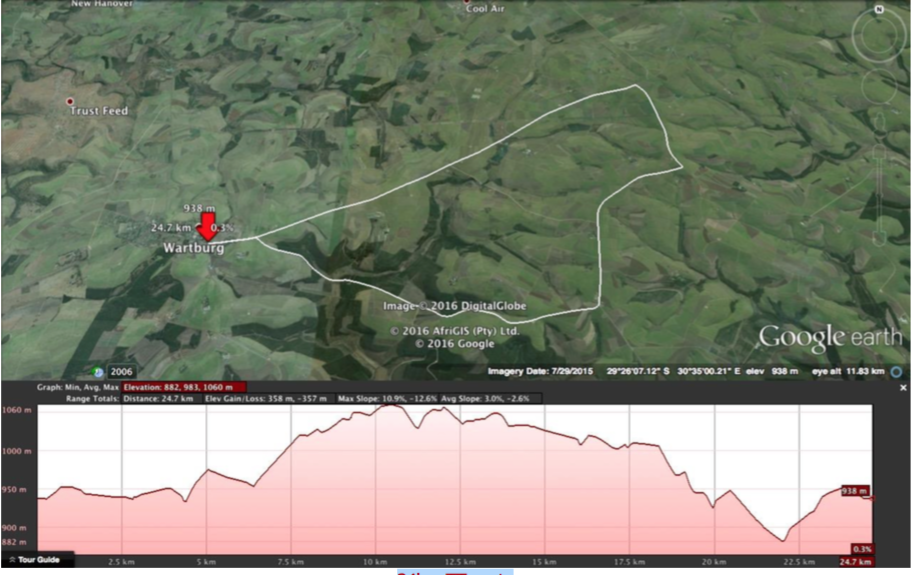 New Hanover
Cool Air
N
Trust Feed
938 m
24.7 km 0.3%
Wartburg
Image © 2016 DigitalGlobe
© 2016 AfriGIS (Pty) Ltd.
© 2016 Google
Google earth
2006
Imagery Date: 7/29/2015 29°26'07.12" S 30°35'00.21" E elev 938 m eye alt 11.83 km
Graph: Min, Avg, Max Elevation: 882, 983, 1060 m
Range Totals: Distance: 24.7 km Elev Gain/Loss: 358 m, -357 m Max Slope: 10.9%, -12.6% Avg Slope: 3.0%, -2.6%
1060 m
1000 m
950 m
938 m
900 m
882 m
0.3%
Tour Guide
2.5 km 5 km 7.5 km 10 km 12.5 km 15 km 17.5 km 20 km 22.5 km 24.7 km